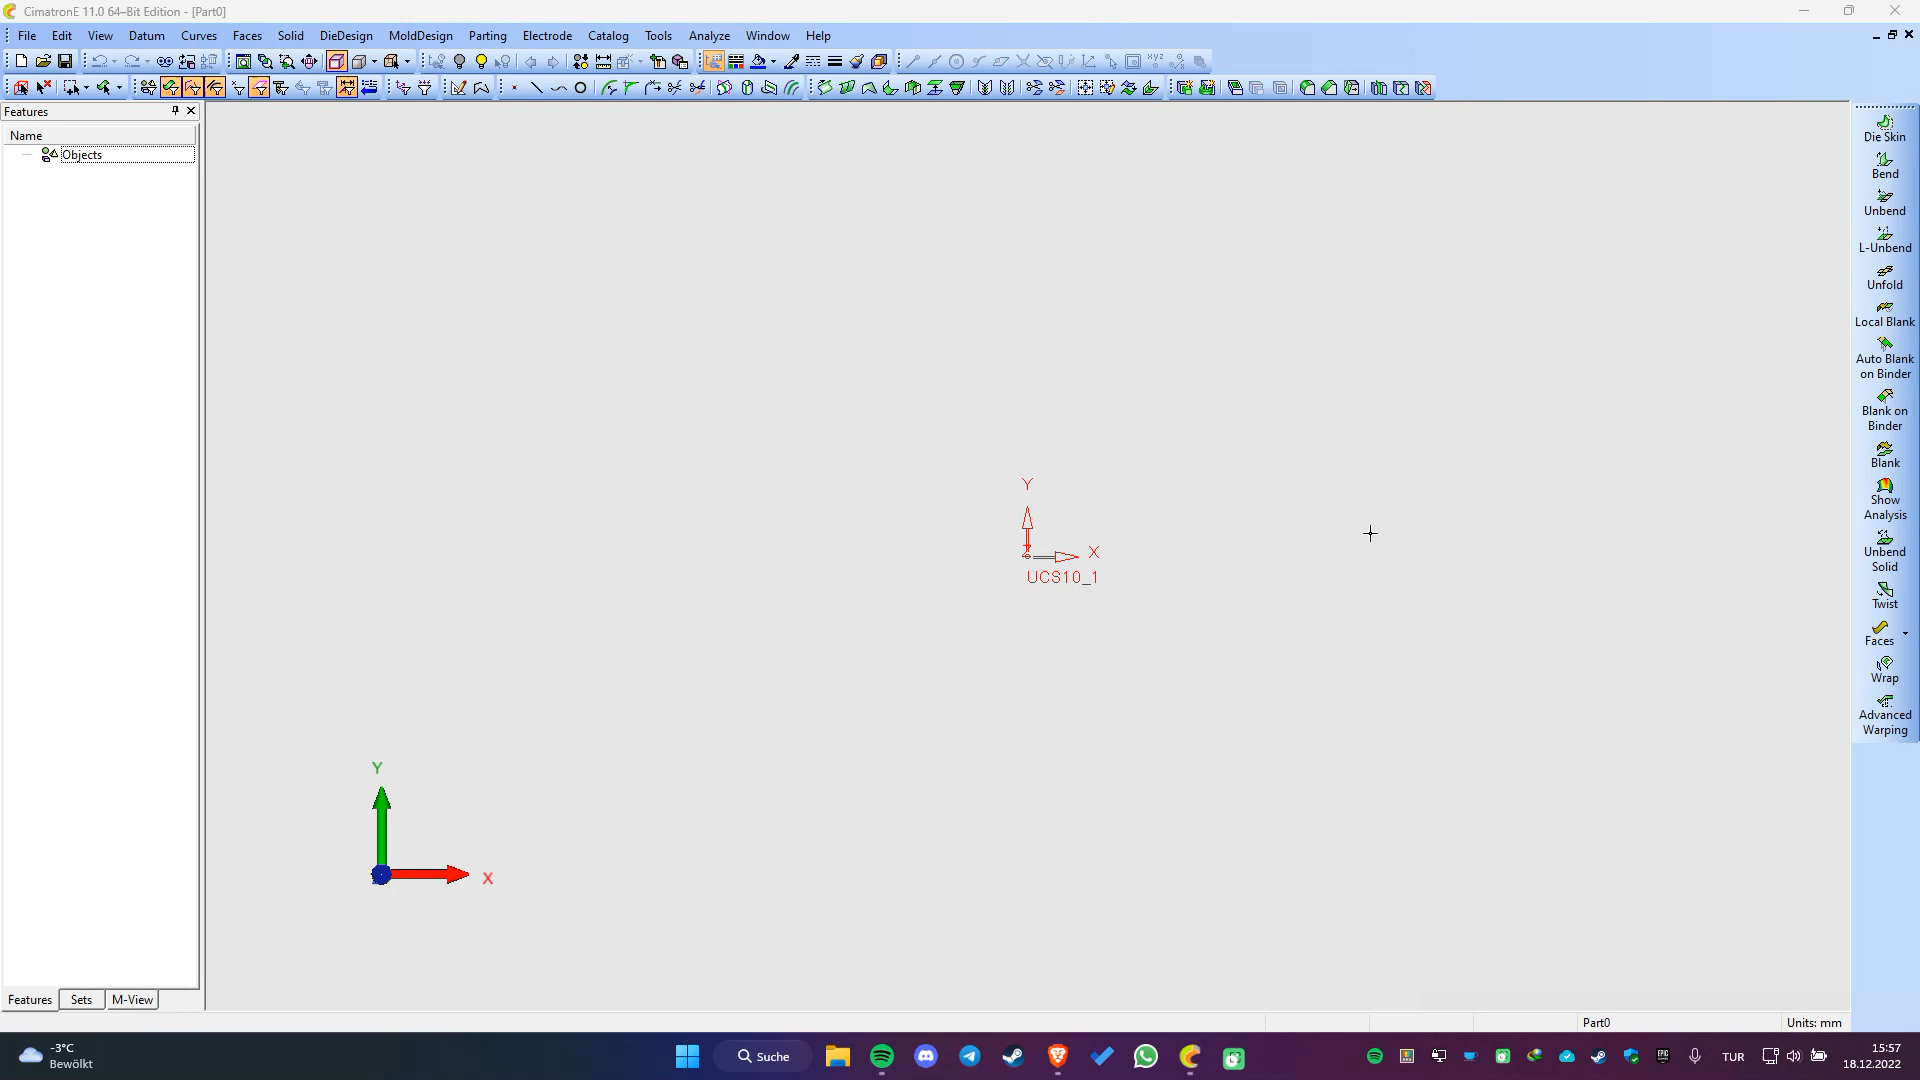 CimatronE 11.0 64–Bit Edition - [Part0]
File Edit View Datum Curves Faces Solid DieDesign MoldDesign Parting Electrode Catalog Tools Analyze Window Help
Features
Name
Objects
Die Skin
Bend
Unbend
L-Unbend
Unfold
Local Blank
Auto Blank
on Binder
Blank on
Binder
Blank
Show
Analysis
Unbend
Solid
Twist
Faces
Wrap
Advanced
Warping
Y
X
UCS10_1
Y
X
Features Sets M-View
Part0 Units: mm
-3°C
Bewölkt
Suche
TUR
15:57
18.12.2022